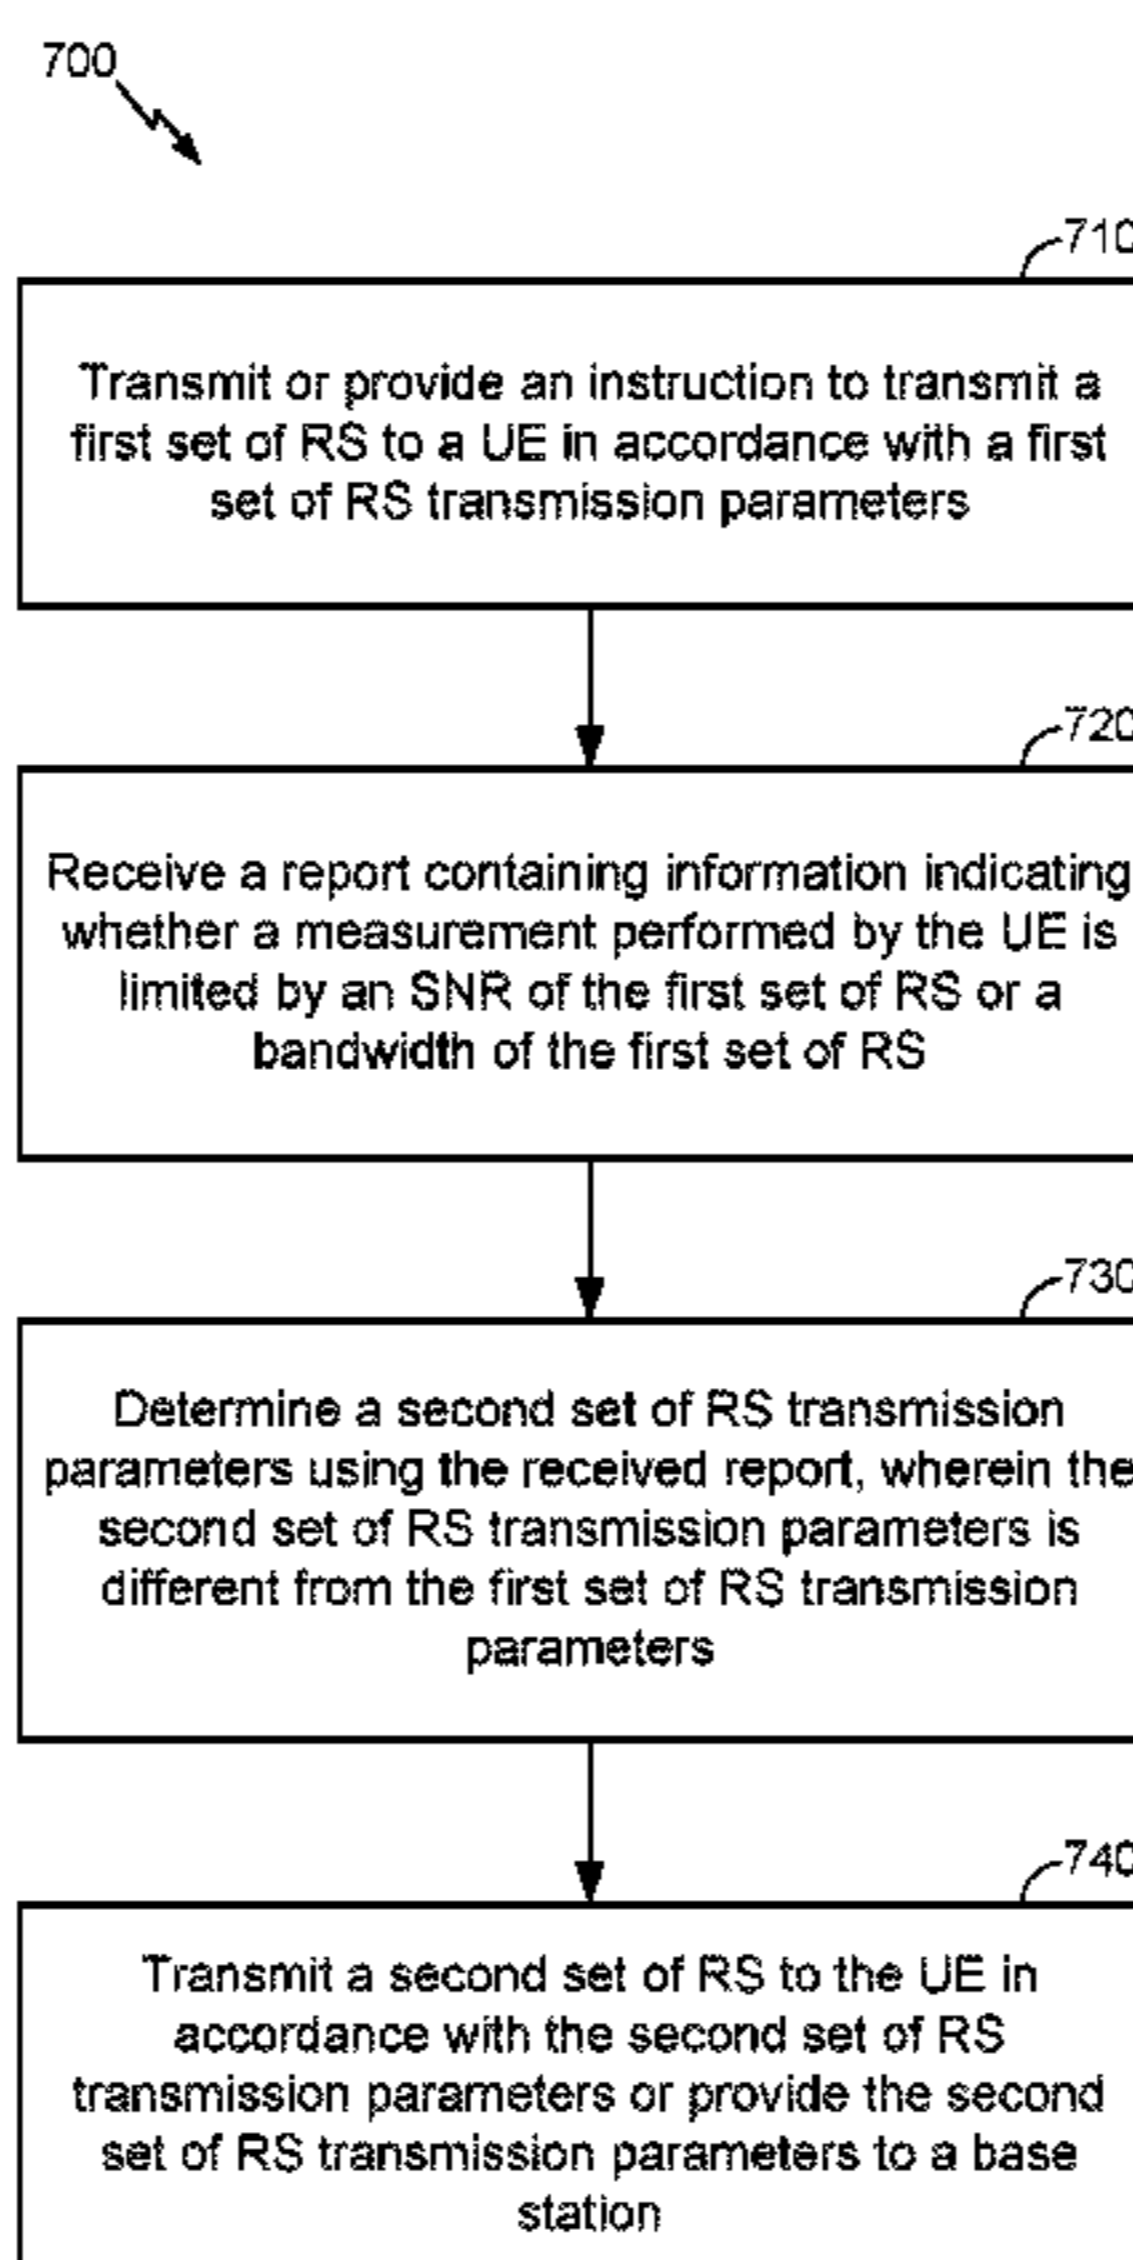 700
710
Transmit or provide an instruction to transmit a
first set of RS to a UE in accordance with a first
set of RS transmission parameters
720
Receive a report containing information indicating
whether a measurement performed by the UE is
limited by an SNR of the first set of RS or a
bandwidth of the first set of RS
730
Determine a second set of RS transmission
parameters using the received report, wherein the
second set of RS transmission parameters is
different from the first set of RS transmission
parameters
740
Transmit a second set of RS to the UE in
accordance with the second set of RS
transmission parameters or provide the second
set of RS transmission parameters to a base
station